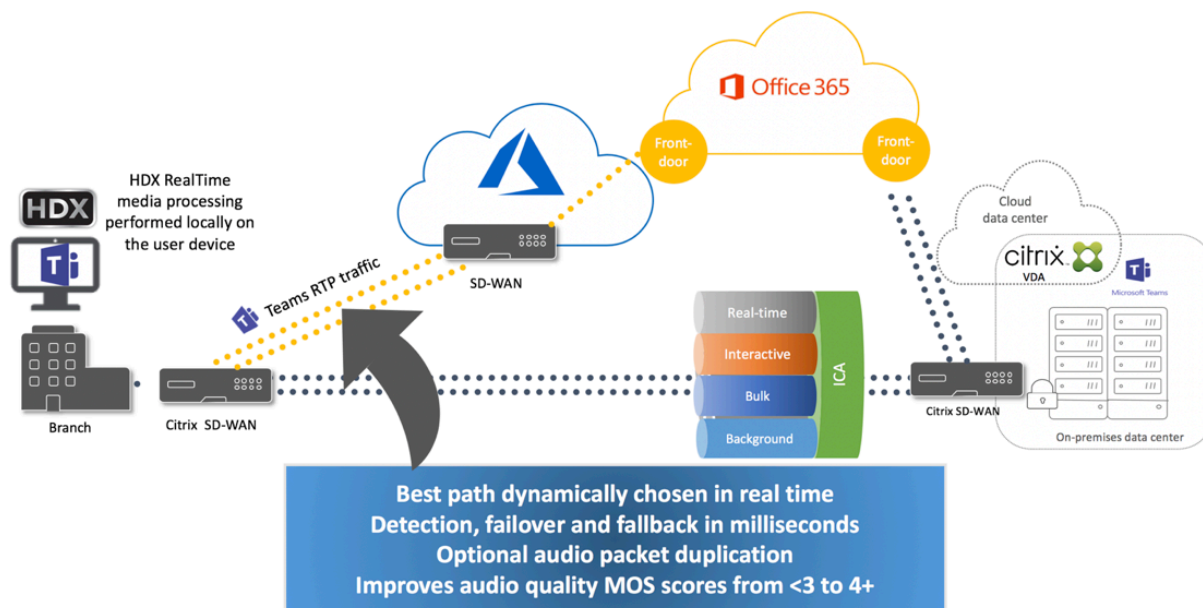 Office 365
Front-
door
Front-
door
HDX
HDX RealTime
media processing
performed locally on
the user device
Cloud
data center
citrix
VDA
Microsoft Teams
T
T
T
Teams RTP traffic
SD-WAN
Real-time
Interactive
Bulk
Background
ICA
Branch
Citrix SD-WAN
Citrix SD-WAN
On-premises data center
Best path dynamically chosen in real time
Detection, failover and fallback in milliseconds
Optional audio packet duplication
Improves audio quality MOS scores from <3 to 4+